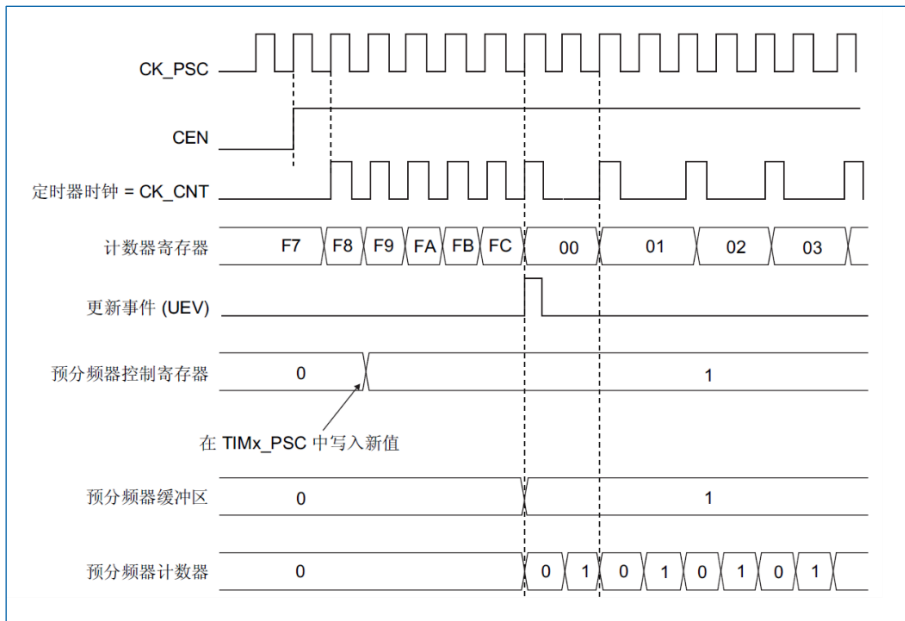 CK_PSC
CEN
定时器时钟 = CK_CNT
计数器寄存器 F7 F8 F9 FA FB FC 00 01 02 03
更新事件 (UEV)
预分频器控制寄存器 0 1
在 TIMx_PSC 中写入新值
预分频器缓冲区 0 1
预分频器计数器 0 0 1 0 1 0 1 0 1